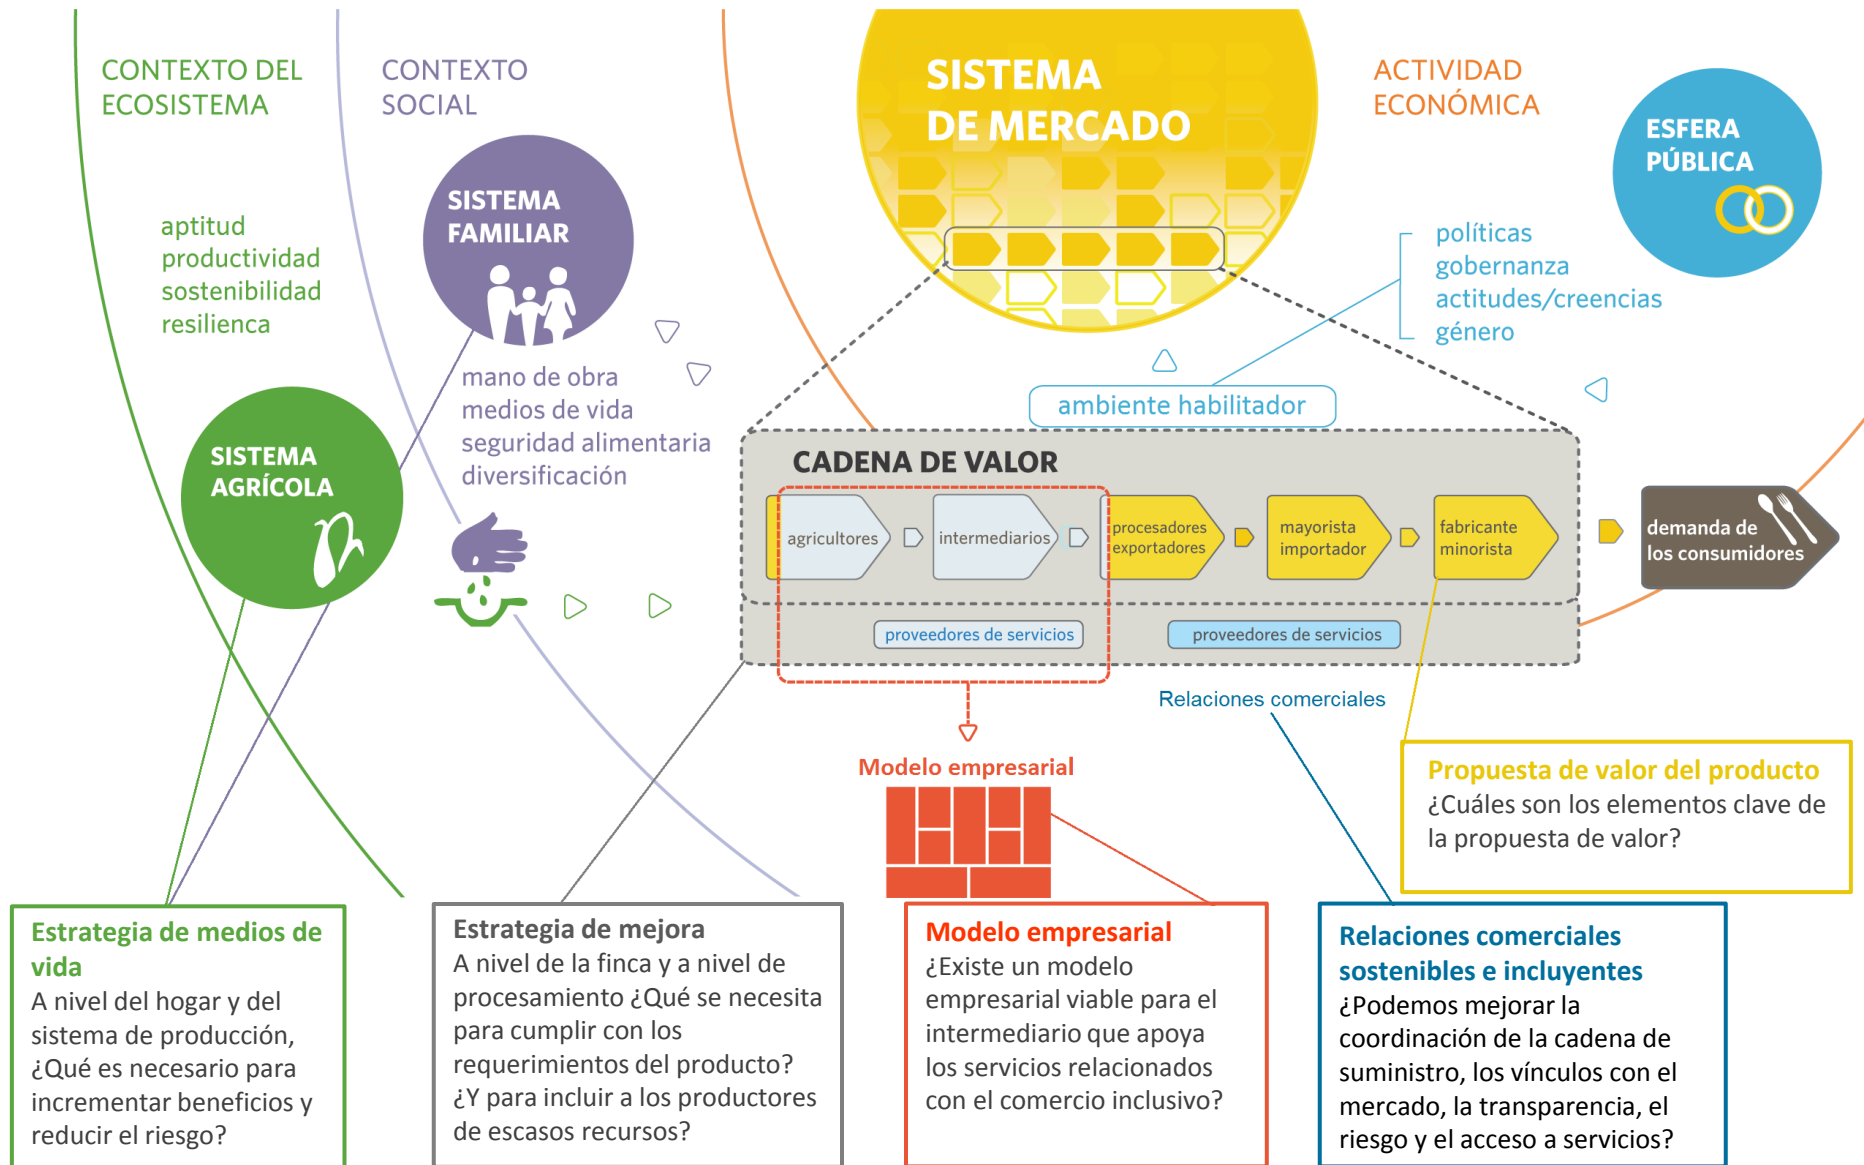 CONTEXTO DEL
ECOSISTEMA
CONTEXTO
SOCIAL
SISTEMA
DE MERCADO
ACTIVIDAD
ECONÓMICA
ESFERA
PÚBLICA
aptitud
productividad
sostenibilidad
resilienca
SISTEMA
FAMILIAR
políticas
gobernanza
actitudes/creencias
género
mano de obra
medios de vida
seguridad alimentaria
diversificación
ambiente habilitador
SISTEMA
AGRÍCOLA
CADENA DE VALOR
agricultores
intermediarios
procesadores
exportadores
mayorista
importador
fabricante
minorista
demanda de
los consumidores
proveedores de servicios
proveedores de servicios
Relaciones comerciales
Modelo empresarial
Propuesta de valor del producto
¿Cuáles son los elementos clave de
la propuesta de valor?
Estrategia de medios de
vida
A nivel del hogar y del
sistema de producción,
¿Qué es necesario para
incrementar beneficios y
reducir el riesgo?
Estrategia de mejora
A nivel de la finca y a nivel de
procesamiento ¿Qué se necesita
para cumplir con los
requerimientos del producto?
¿Y para incluir a los productores
de escasos recursos?
Modelo empresarial
¿Existe un modelo
empresarial viable para el
intermediario que apoya
los servicios relacionados
con el comercio inclusivo?
Relaciones comerciales
sostenibles e incluyentes
¿Podemos mejorar la
coordinación de la cadena de
suministro, los vínculos con el
mercado, la transparencia, el
riesgo y el acceso a servicios?